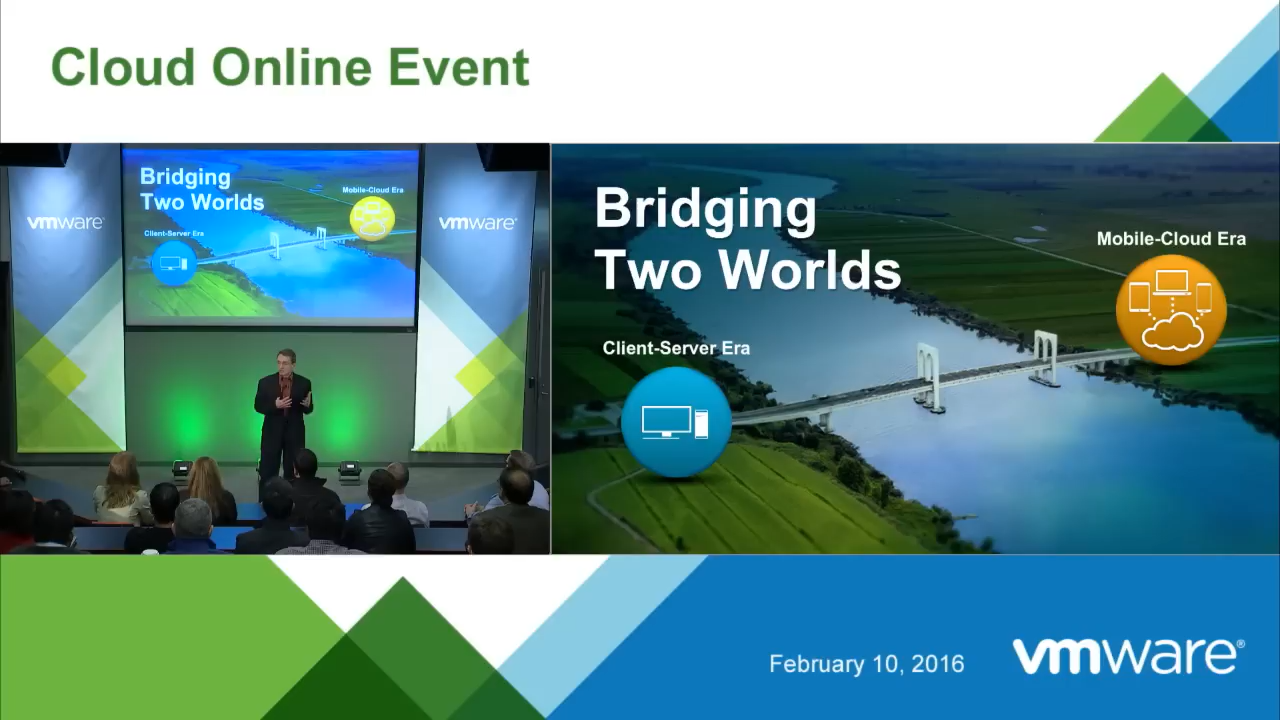 Cloud Online Event
vmware
Bridging
Two Worlds
Mobile-Cloud Era
Client-Server Era
vmware®
Bridging
Two Worlds
Mobile-Cloud Era
Client-Server Era
February 10, 2016
vmware®